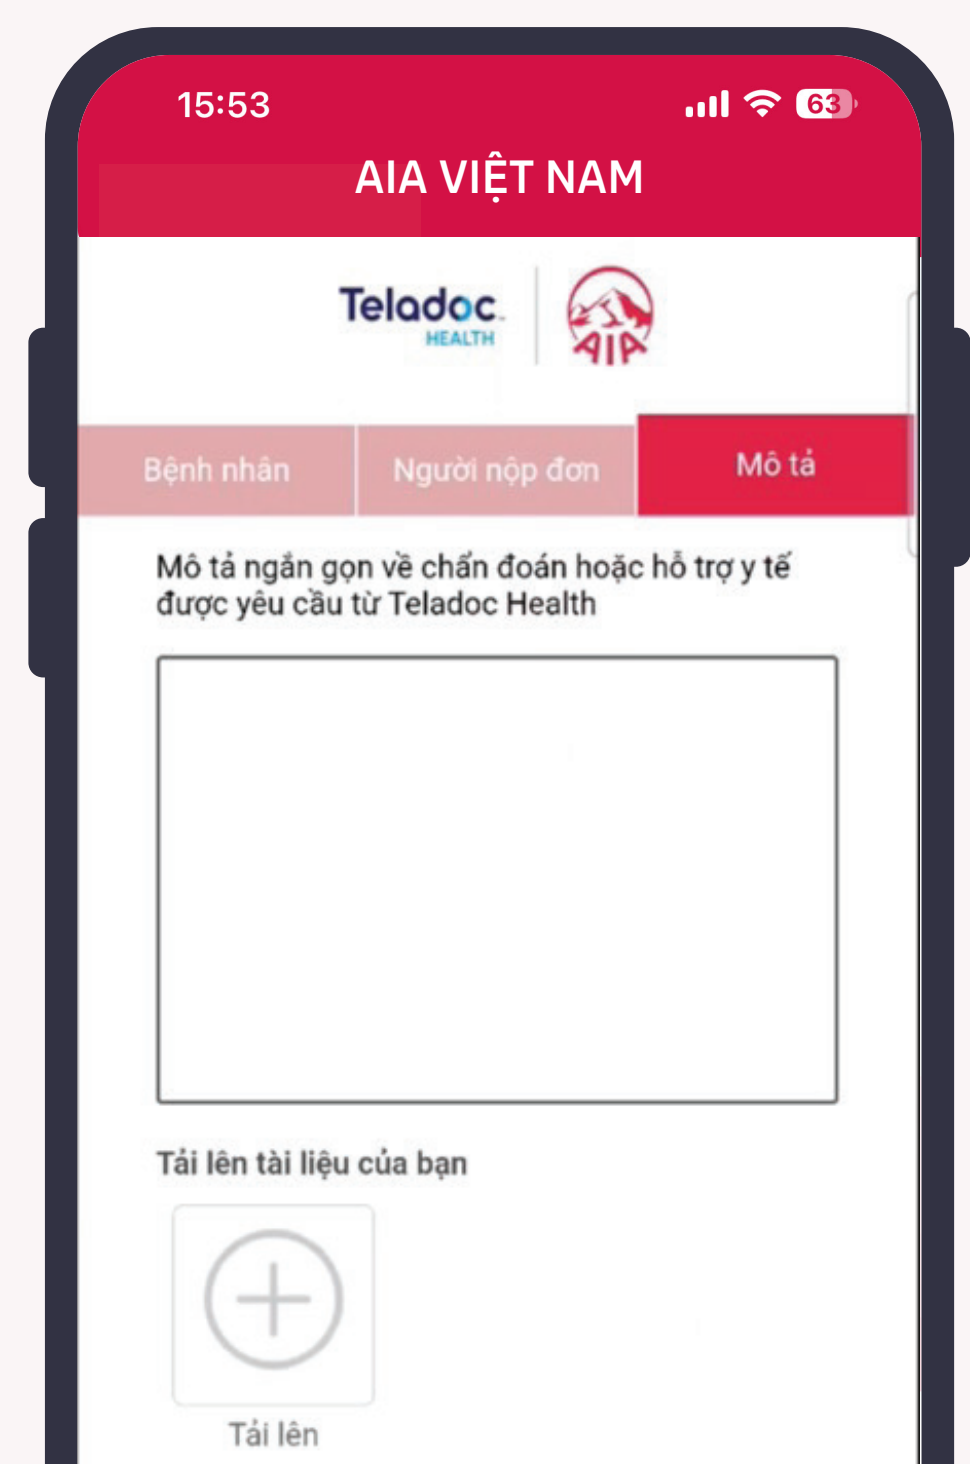 15:53
63
AIA VIỆT NAM
Teladoc
HEALTH
AIA
Bệnh nhân
Người nộp đơn
Mô tả
Mô tả ngắn gọn về chẩn đoán hoặc hỗ trợ y tế
được yêu cầu từ Teladoc Health
Tải lên tài liệu của bạn
Tải lên